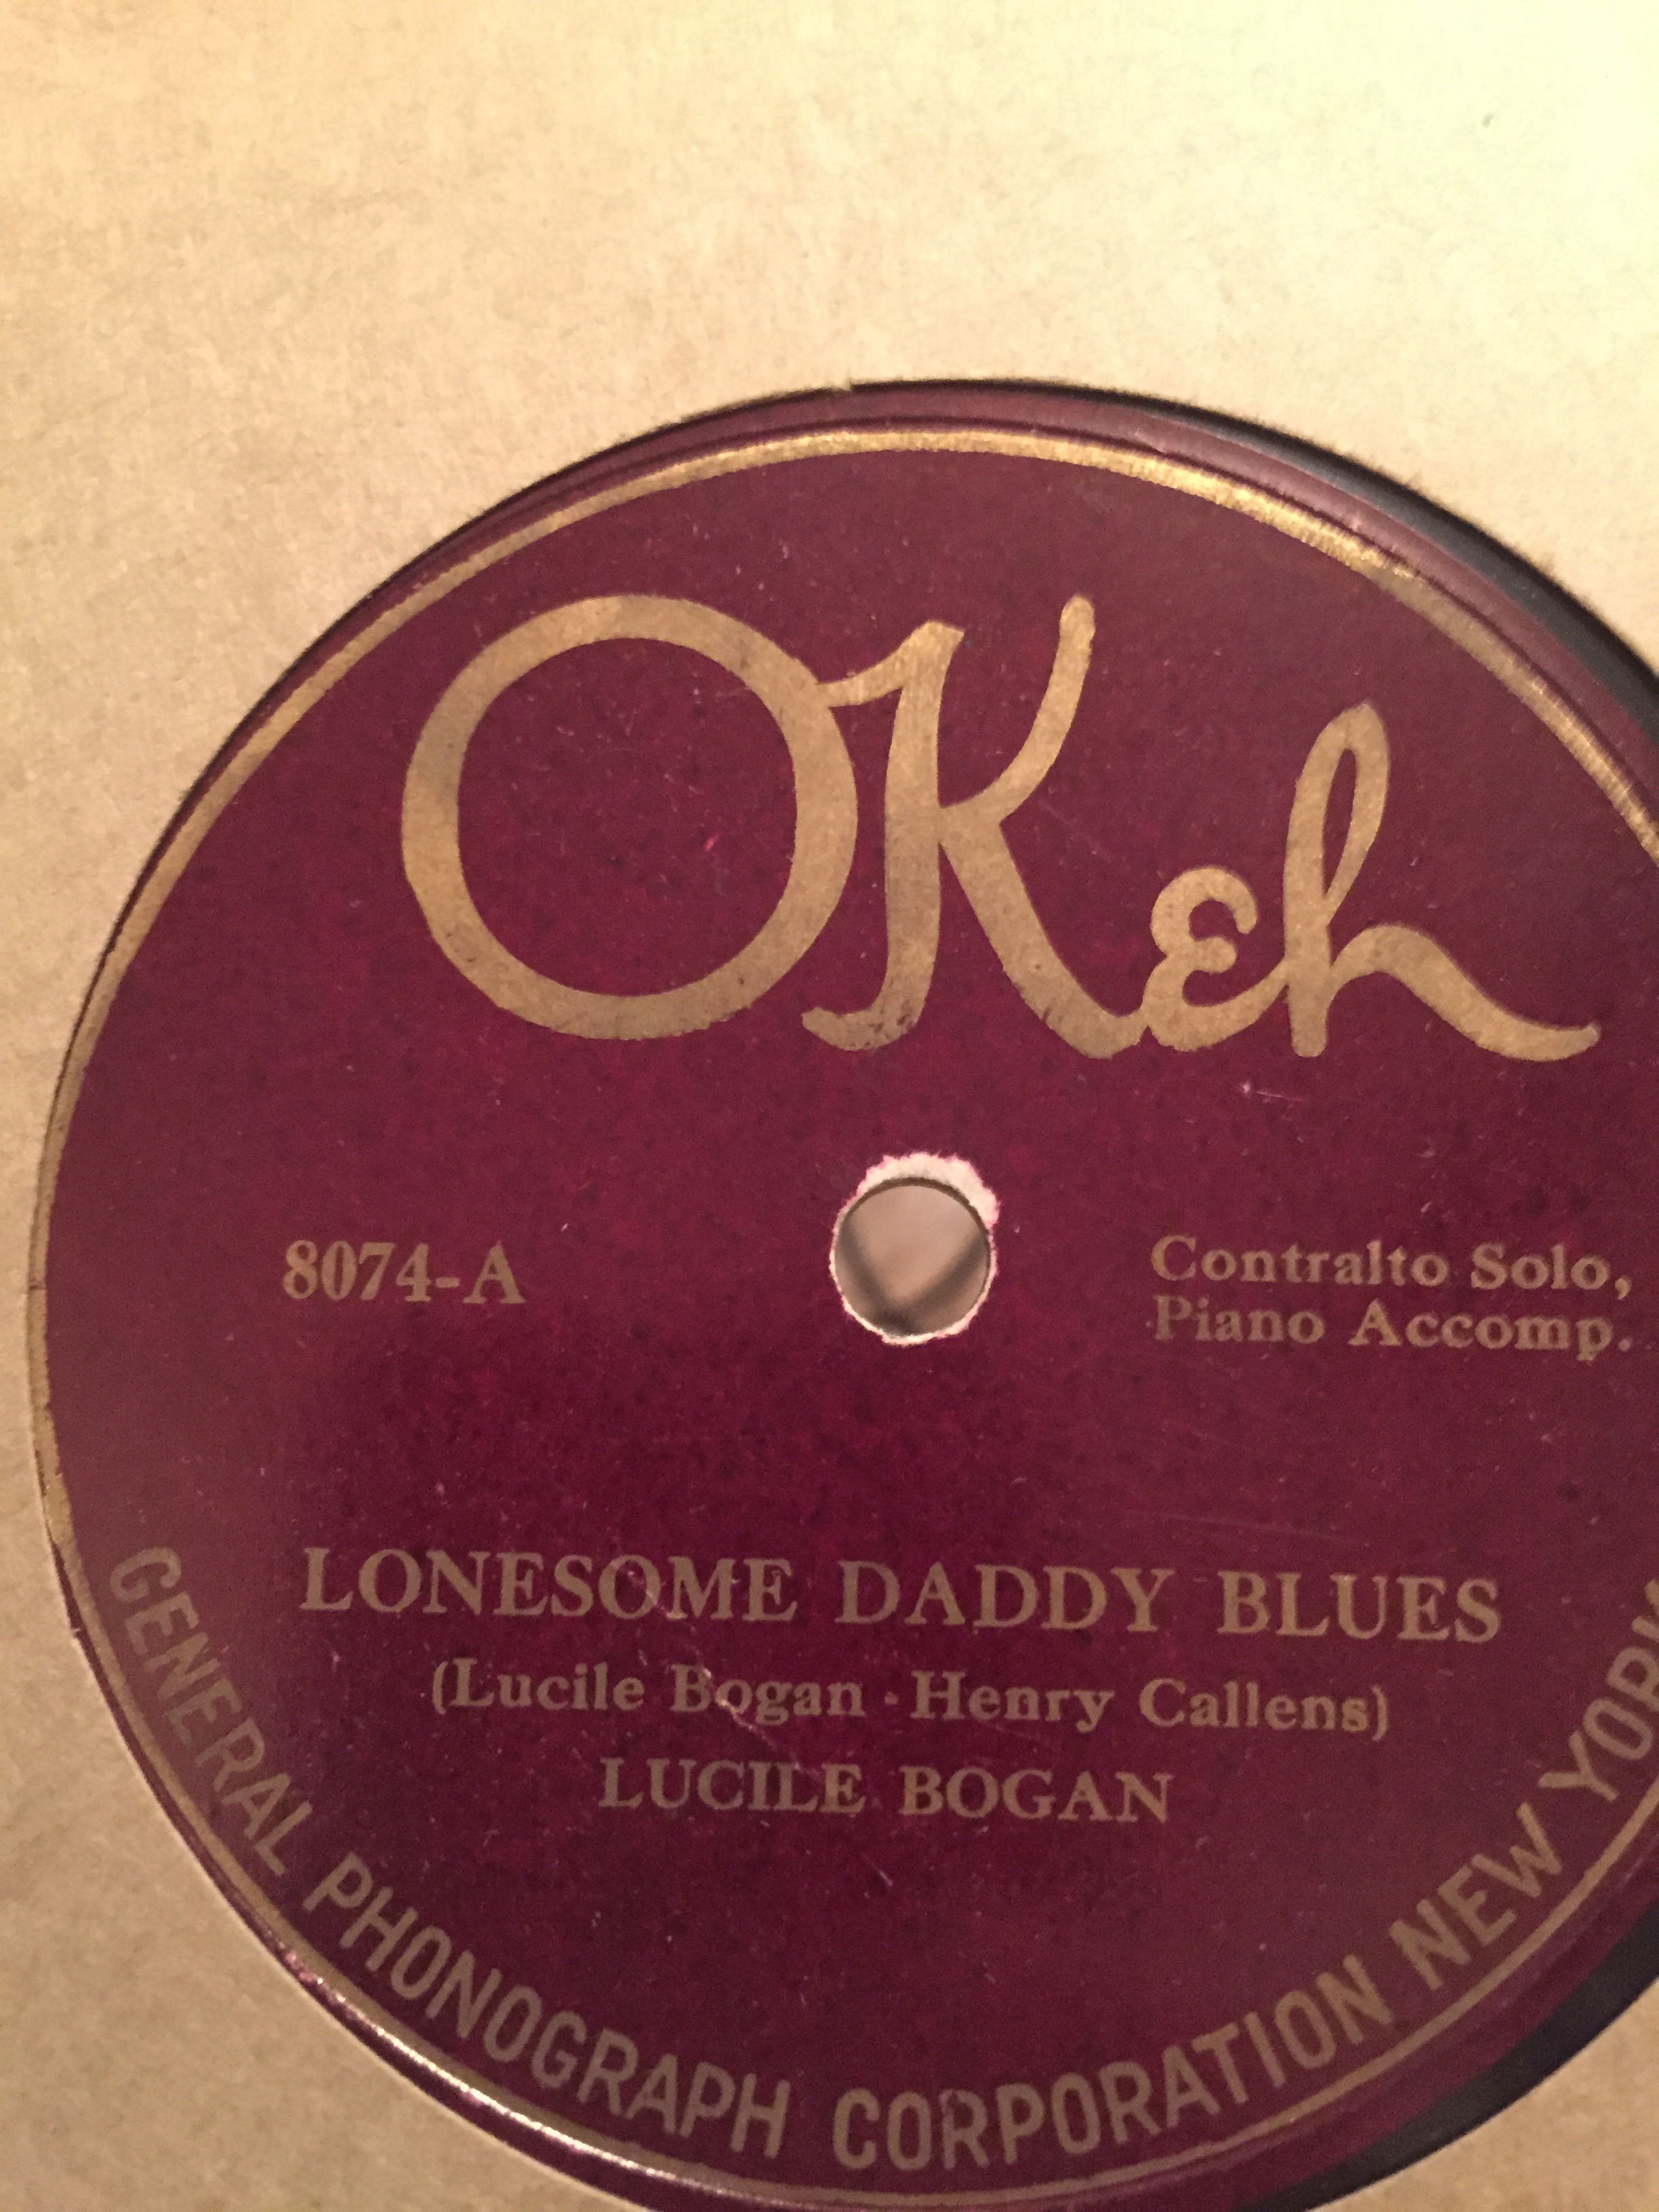 OKeh
8074-A
Contralto Solo,
Piano Accomp.
LONESOME DADDY BLUES
(Lucile Bogan - Henry Callens)
LUCILE BOGAN
GENERAL PHONOGRAPH CORPORATION NEW YORK